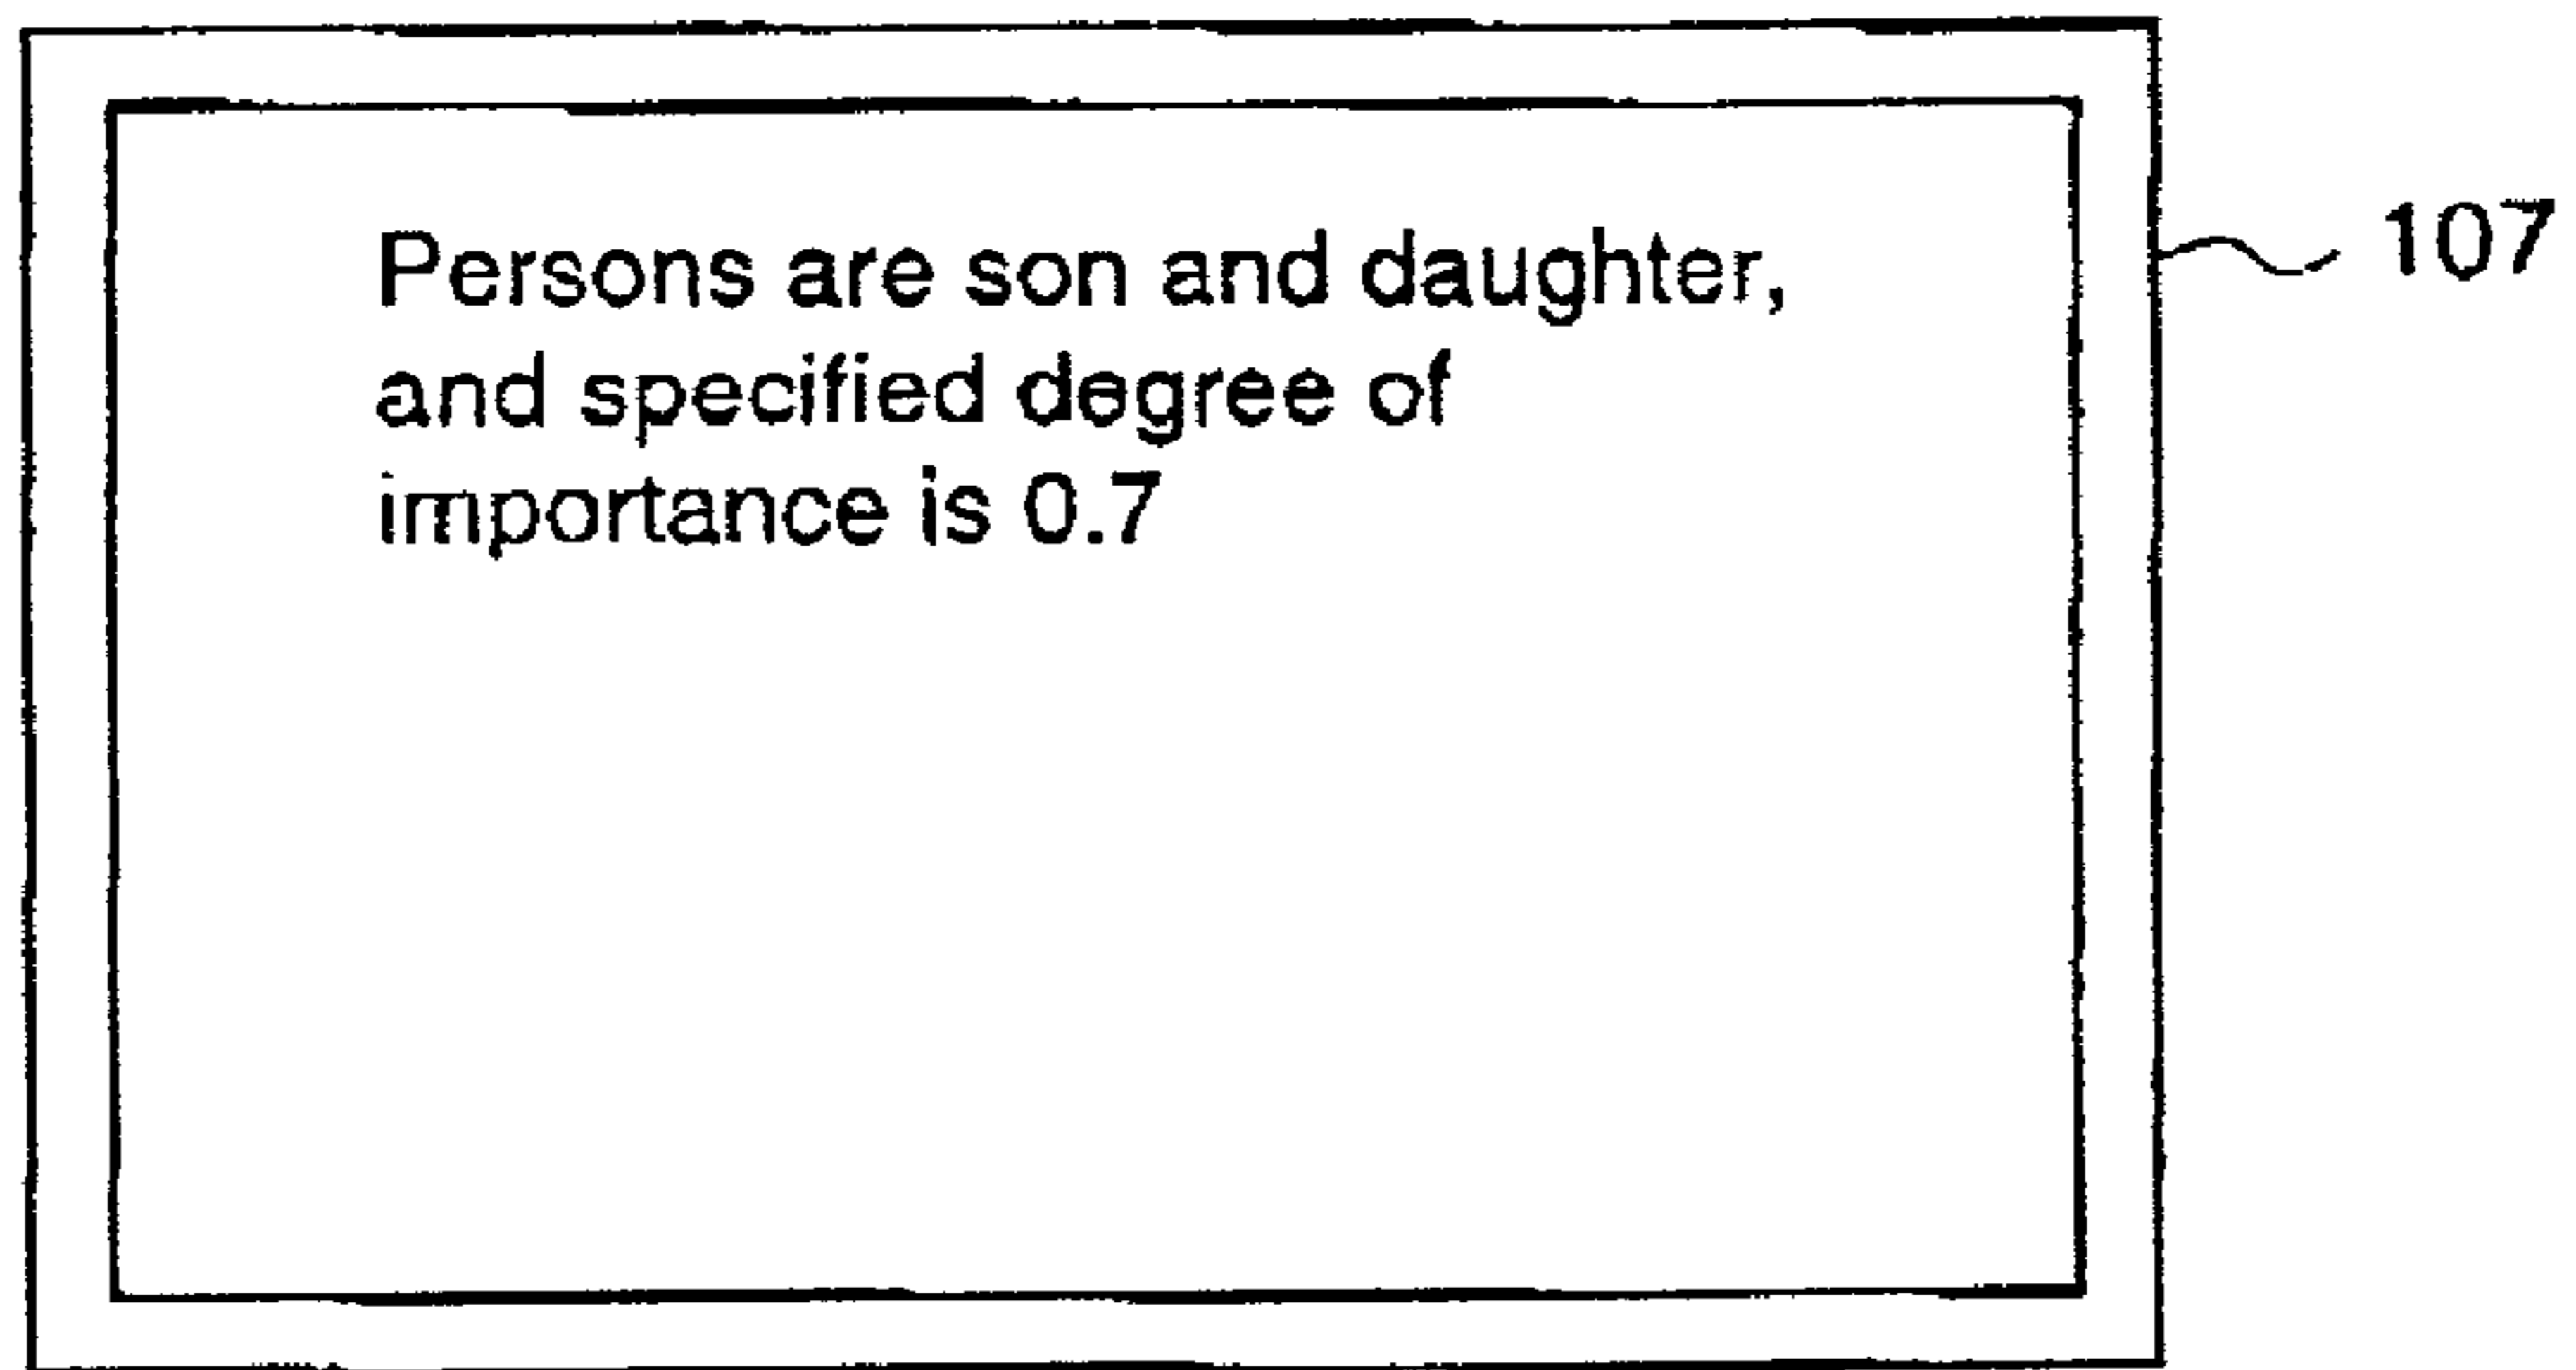 Persons are son and daughter,
and specified degree of
importance is 0.7
107